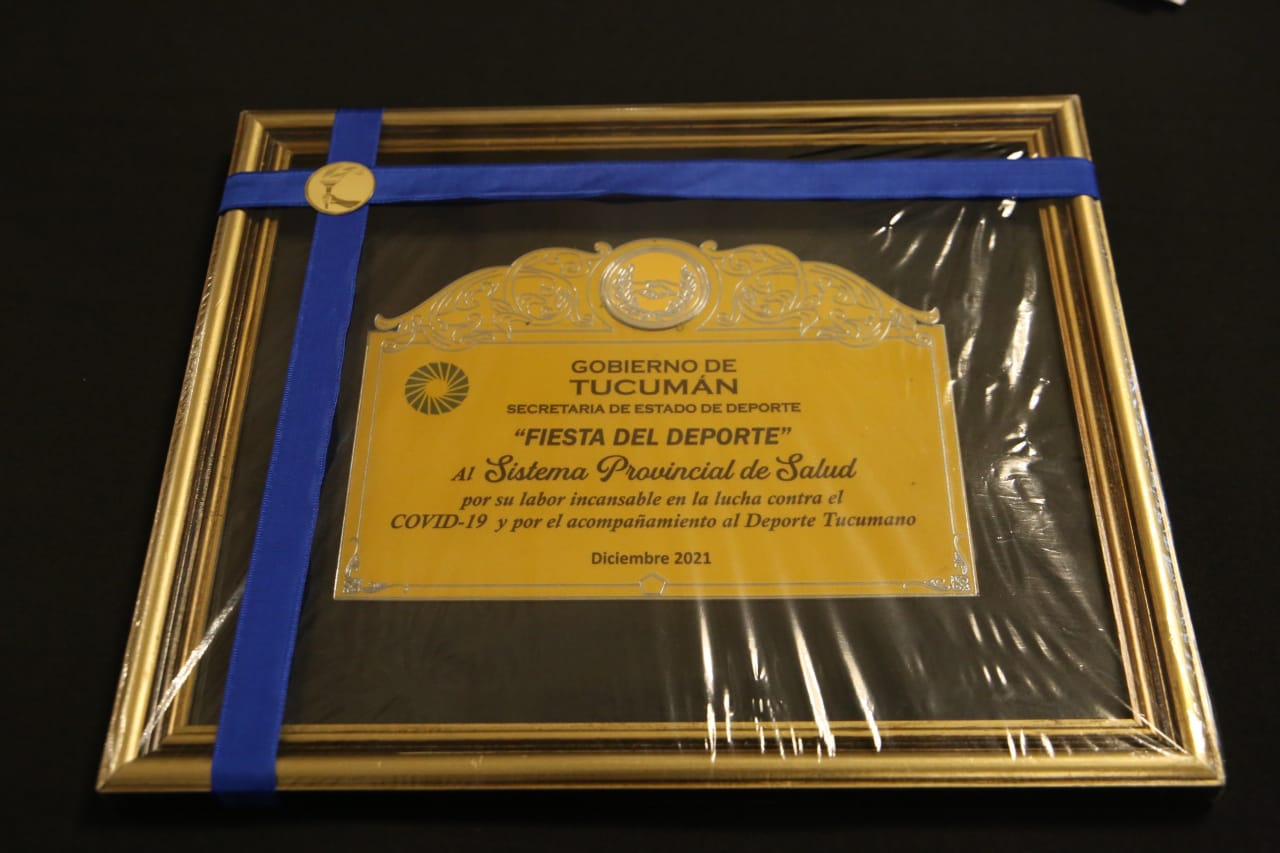 GOBIERNO DE
TUCUMÁN
SECRETARIA DE ESTADO DE DEPORTE
“FIESTA DEL DEPORTE”
Al Sistema Provincial de Salud
por su labor incansable en la lucha contra el
COVID-19 y por el acompañamiento al Deporte Tucumano
Diciembre 2021